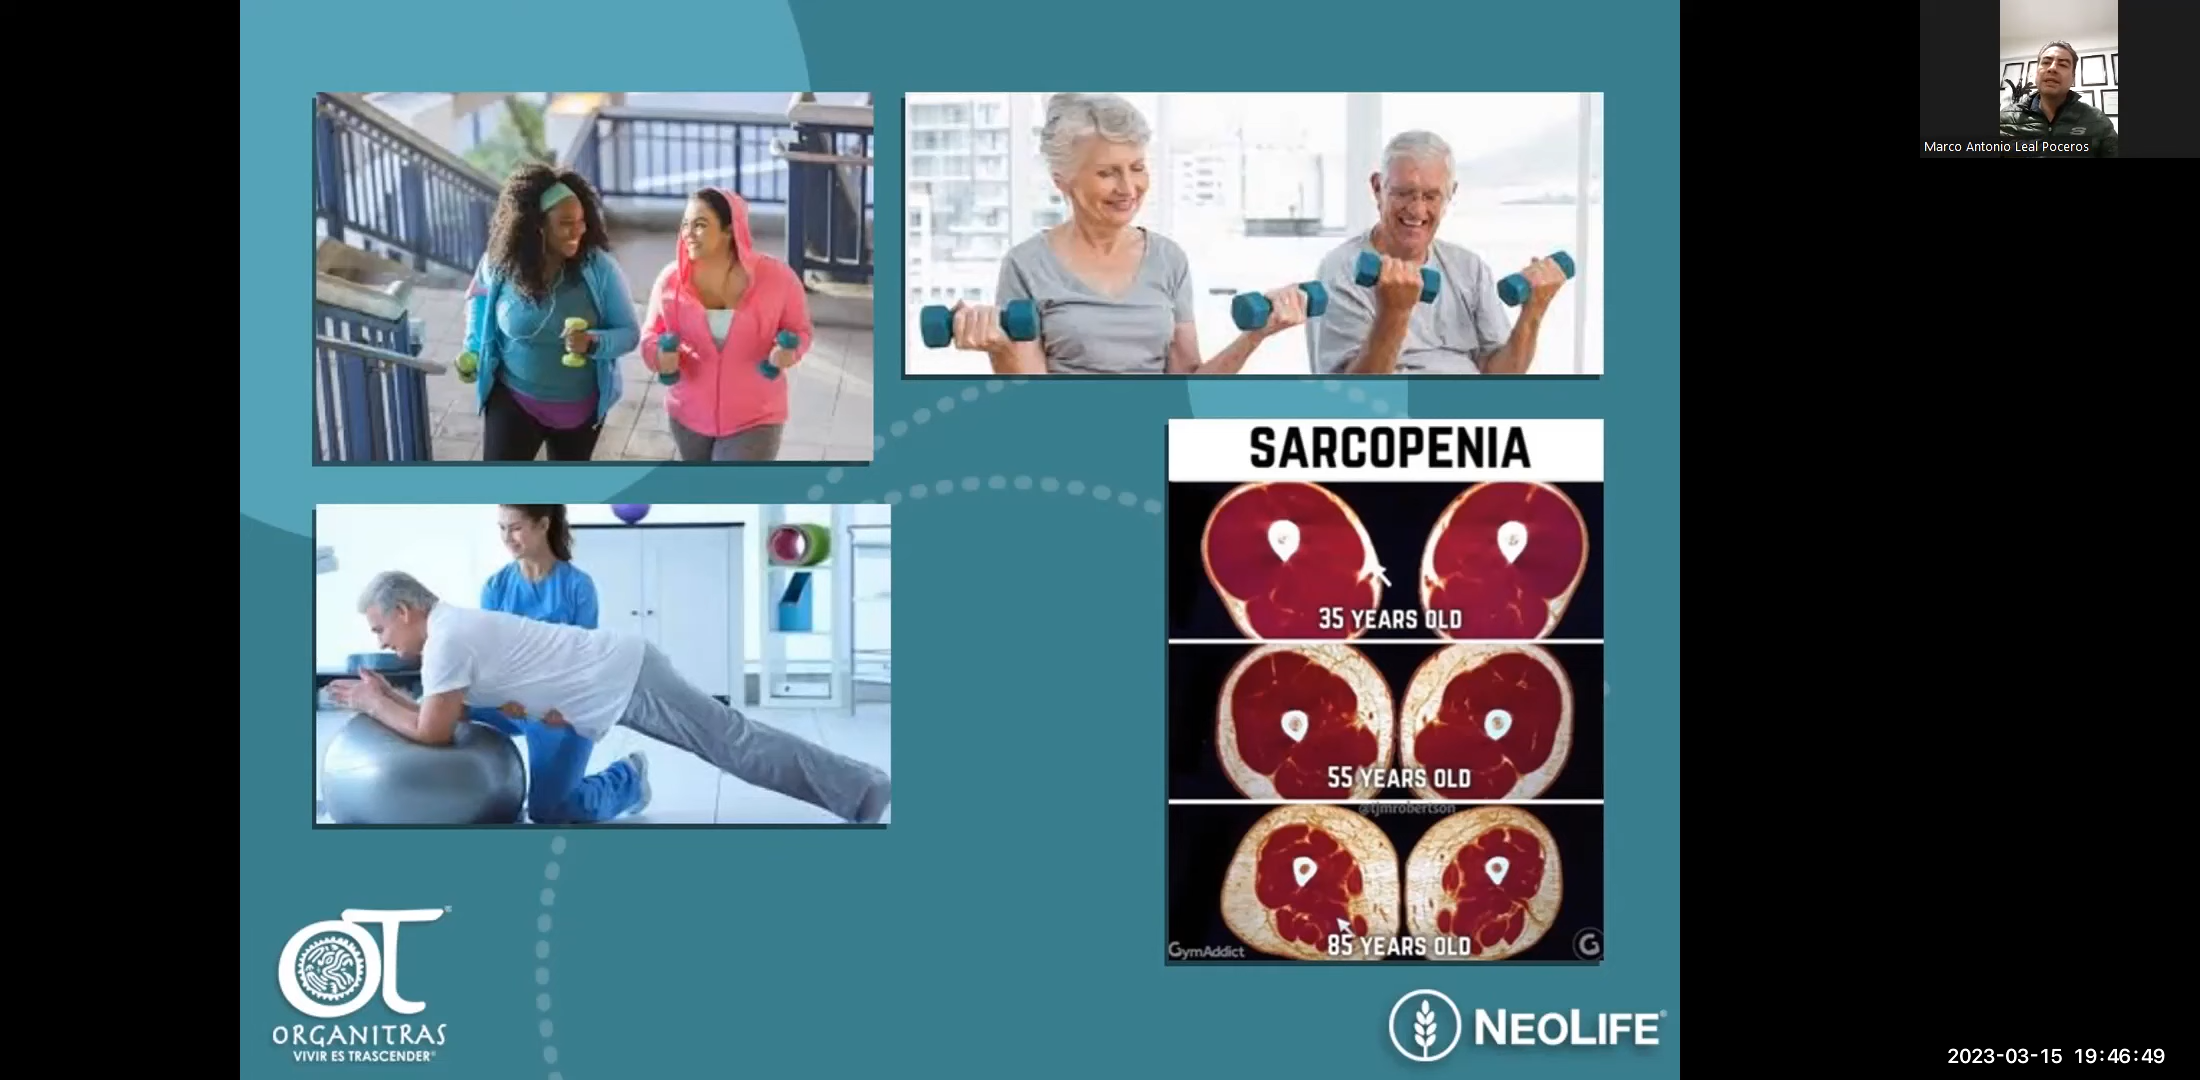 Marco Antonio Leal Poceros
SARCOPENIA
35 YEARS OLD
55 YEARS OLD
@tjmrobertson
85 YEARS OLD
GymAddict
G
OT®
ORGANITRAS
VIVIR ES TRASCENDER®
NEOLIFE®
2023-03-15 19:46:49